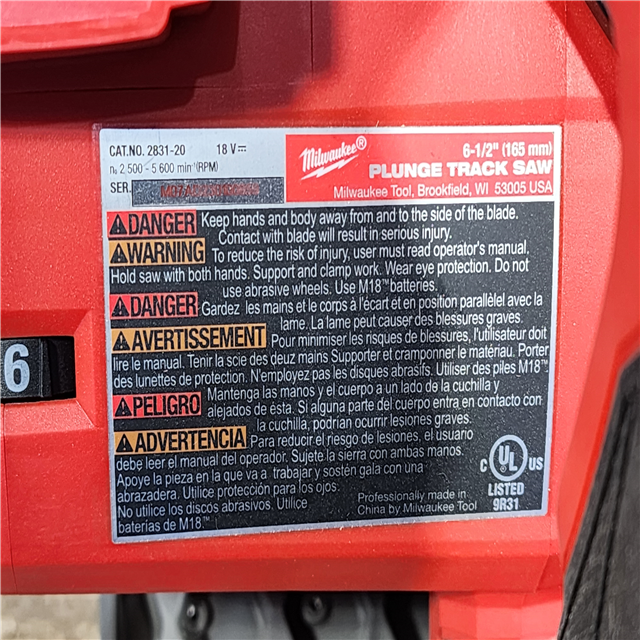 CAT.NO. 2831-20 18 V
n₀ 2 500 - 5 600 min⁻¹(RPM)
SER.
Milwaukee®
6-1/2" (165 mm)
PLUNGE TRACK SAW
Milwaukee Tool, Brookfield, WI 53005 USA
DANGER Keep hands and body away from and to the side of the blade.
Contact with blade will result in serious injury.
WARNING To reduce the risk of injury, user must read operator's manual.
Hold saw with both hands. Support and clamp work. Wear eye protection. Do not
use abrasive wheels. Use M18™ batteries.
DANGER Gardez les mains et le corps à l'écart et en position parallélel avec la
lame. La lame peut causer des blessures graves.
AVERTISSEMENT Pour minimiser les risques de blessures, l'utilisateur doit
lire le manuel. Tenir la scie des deux mains Supporter et cramponner le matériau. Porter
des lunettes de protection. N'employez pas les disques abrasifs. Utiliser des piles M18™.
PELIGRO Mantenga las manos y el cuerpo a un lado de la cuchilla y
alejados de ésta. Si alguna parte del cuerpo entra en contacto con
la cuchilla, podrían ocurrir lesiones graves.
ADVERTENCIA Para reducir el riesgo de lesiones, el usuario
debe leer el manual del operador. Sujete la sierra con ambas manos.
Apoye la pieza en la que va a trabajar y sostén gala con una
abrazadera. Utilice protección para los ojos.
No utilice los discos abrasivos. Utilice
baterías de M18™
Professionally made in
China by Milwaukee Tool
C UL US
LISTED
9R31
6